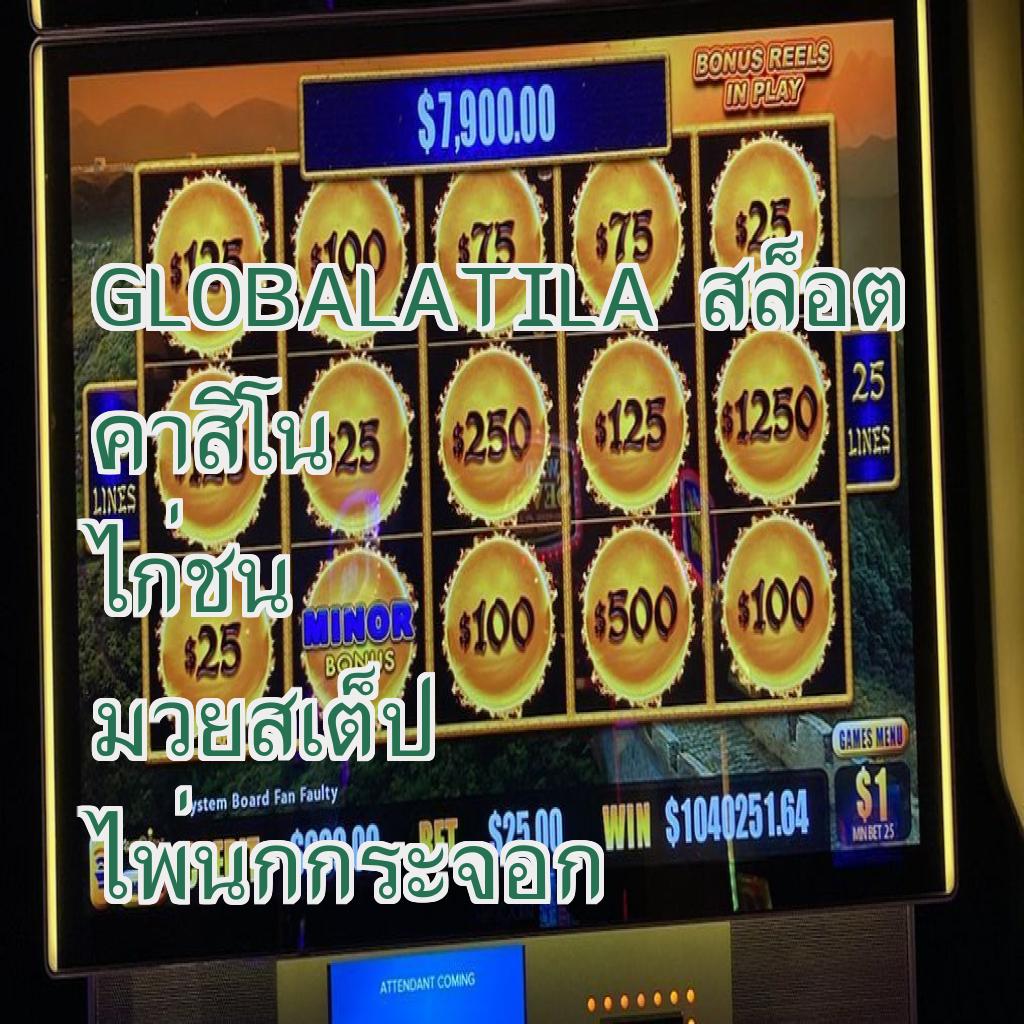 BONUS REELS
IN PLAY
$7,900.00
$125 $100 $75 $75 $25
GLOBALATILA สล็อต
คาสิโน
ไก่ชน
มวยสเต็ป
ไพ่นกกระจอก
25 $250 $125 $1250
25
LINES
LINES
$25 MINOR
BONUS
$100 $500 $100
GAMES MENU
$1
MIN BET 25
ystem Board Fan Faulty
BET $25.00 WIN $1040251.64
ATTENDANT COMING